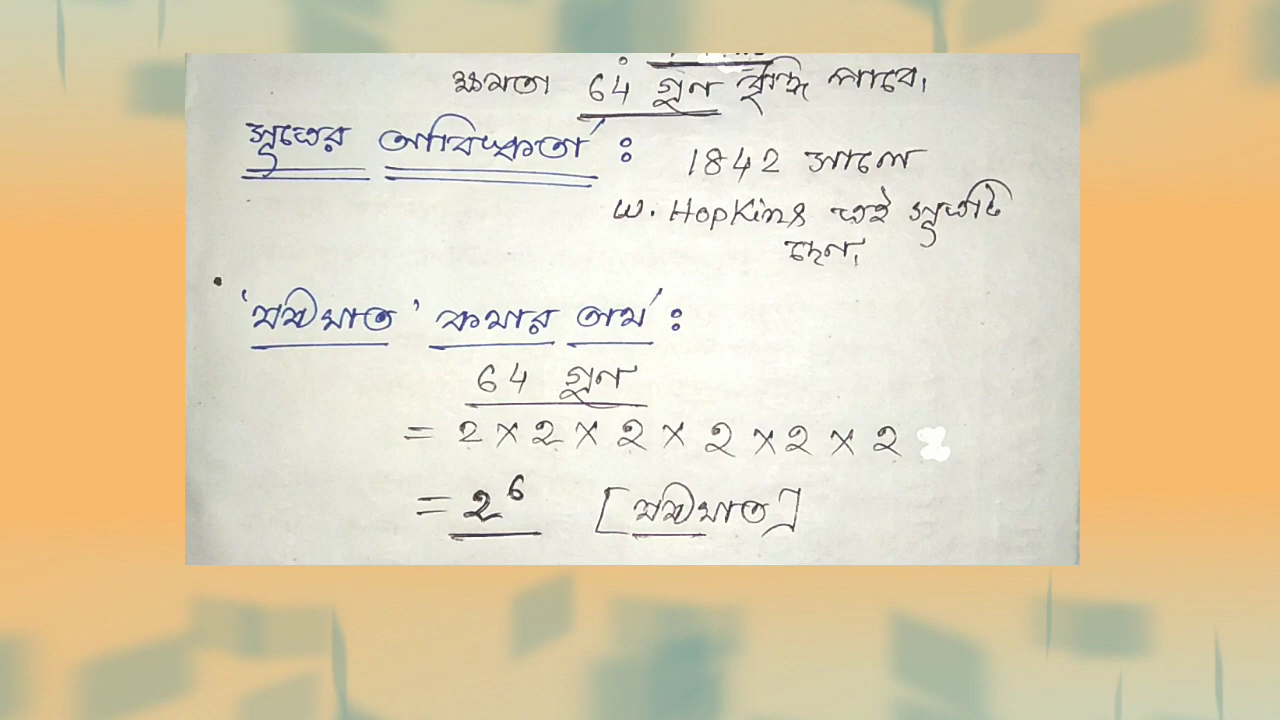 ক্ষমতা 64 গুন বৃদ্ধি পাবে।
সূত্রের আবিষ্কর্তা :
1842 সালে
W. Hopkins এই সূত্রটি
দেন।
'ষষ্ঠঘাত' কথার অর্থ :
64 গুন
= 2 × 2 × 2 × 2 × 2 × 2
= 2⁶ [ষষ্ঠঘাত]